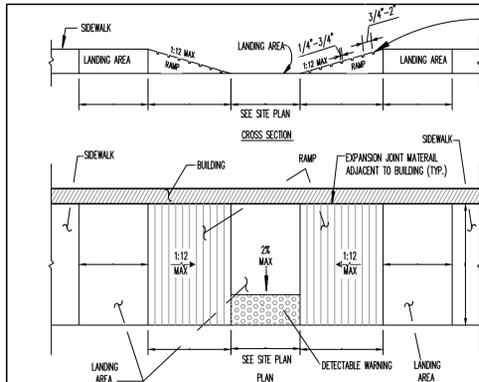 SIDEWALK
3/4"-2"
1/4"-3/4"
1:12 MAX
LANDING AREA
LANDING AREA
RAMP
1:12 MAX
RAMP
LANDING AREA
SEE SITE PLAN
CROSS SECTION
SIDEWALK
SIDEWALK
BUILDING
RAMP
EXPANSION JOINT MATERAIL
ADJACENT TO BUILDING (TYP.)
2%
MAX
1:12
MAX
1:12
MAX
LANDING
AREA
SEE SITE PLAN
PLAN
DETECTABLE WARNING
LANDING
AREA